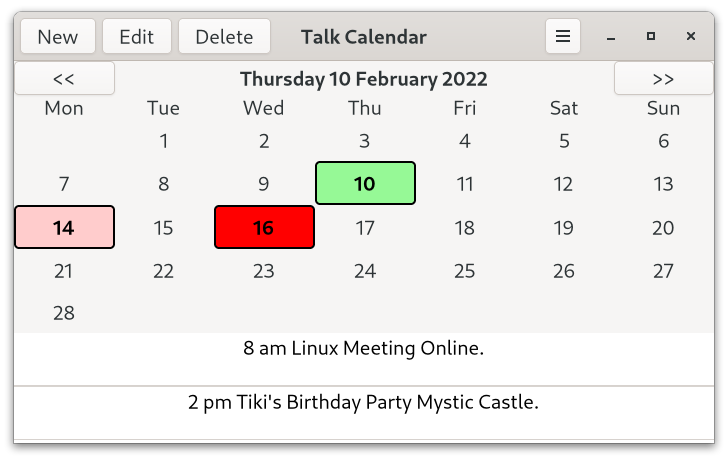 New Edit Delete Talk Calendar
<< Thursday 10 February 2022 >>
Mon Tue Wed Thu Fri Sat Sun
1 2 3 4 5 6
7 8 9 10 11 12 13
14 15 16 17 18 19 20
21 22 23 24 25 26 27
28
8 am Linux Meeting Online.
2 pm Tiki's Birthday Party Mystic Castle.